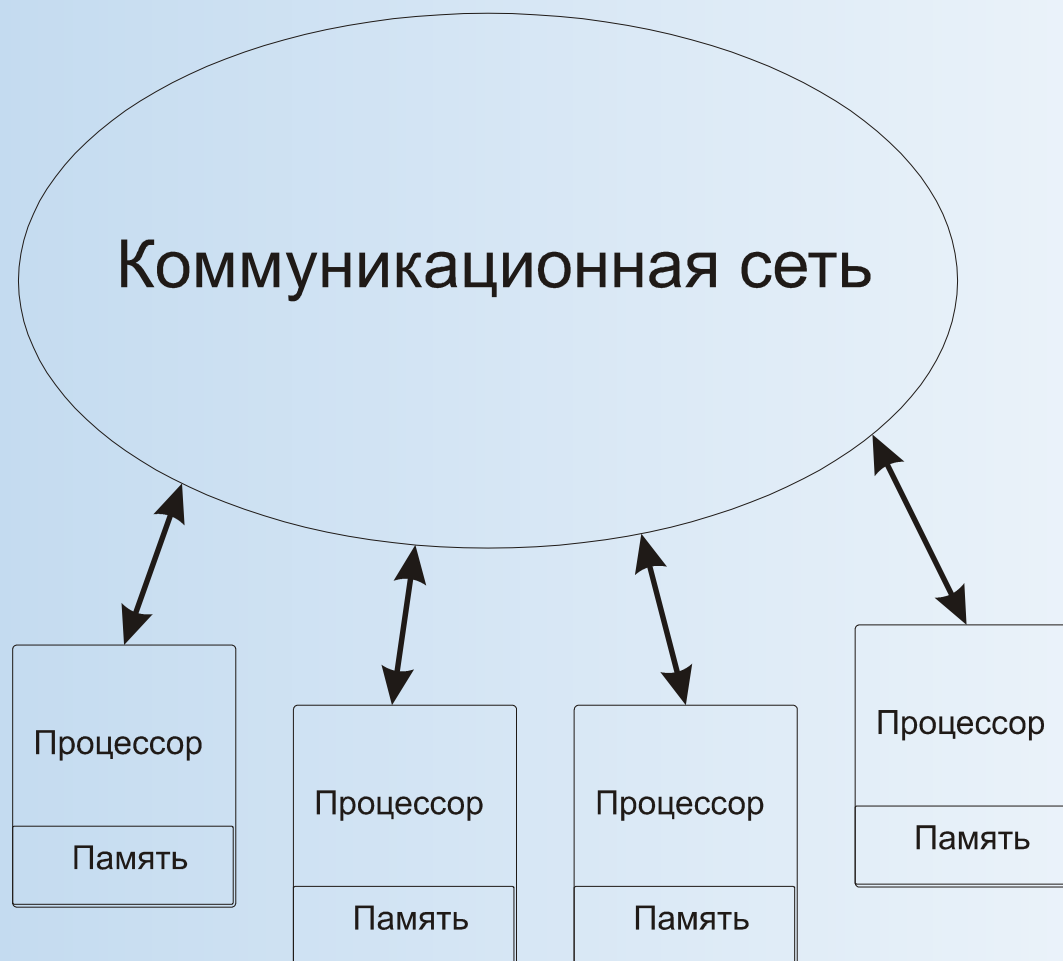 Коммуникационная сеть
Процессор
Память
Процессор
Память
Процессор
Память
Процессор
Память